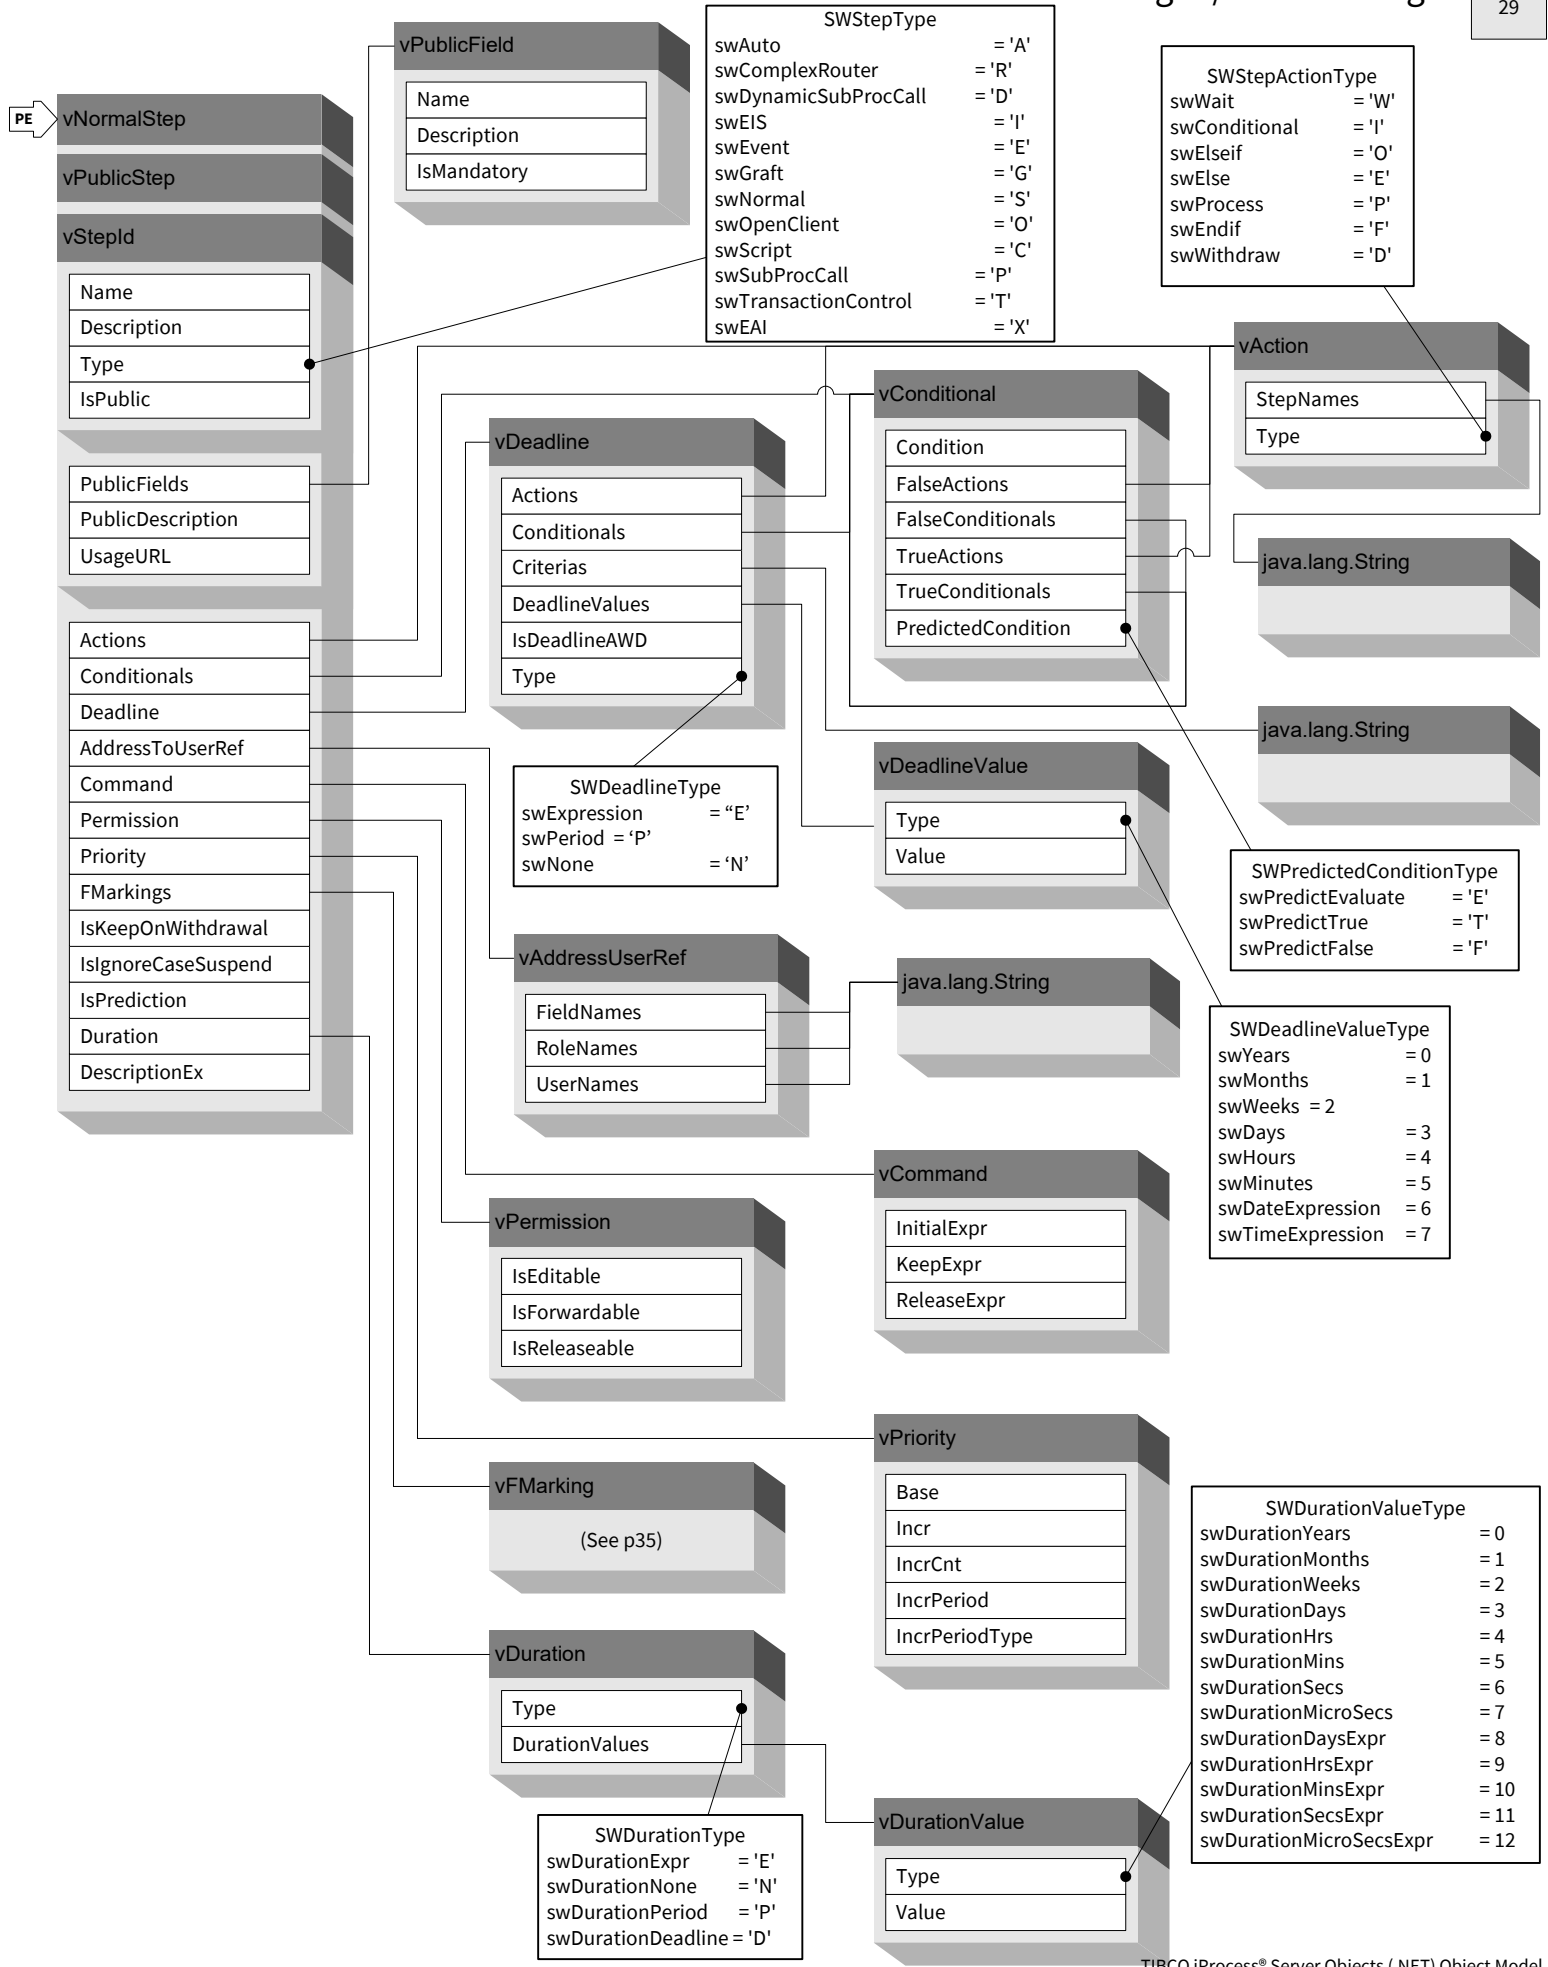 29
PE
vNormalStep
vPublicStep
vStepId
Name
Description
Type
IsPublic
PublicFields
PublicDescription
UsageURL
Actions
Conditionals
Deadline
AddressToUserRef
Command
Permission
Priority
FMarkings
IsKeepOnWithdrawal
IsIgnoreCaseSuspend
IsPrediction
Duration
DescriptionEx
vPublicField
Name
Description
IsMandatory
SWStepType
swAuto = 'A'
swComplexRouter = 'R'
swDynamicSubProcCall = 'D'
swEIS = 'I'
swEvent = 'E'
swGraft = 'G'
swNormal = 'S'
swOpenClient = 'O'
swScript = 'C'
swSubProcCall = 'P'
swTransactionControl = 'T'
swEAI = 'X'
SWStepActionType
swWait = 'W'
swConditional = 'I'
swElseif = 'O'
swElse = 'E'
swProcess = 'P'
swEndif = 'F'
swWithdraw = 'D'
vAction
StepNames
Type
java.lang.String
vConditional
Condition
FalseActions
FalseConditionals
TrueActions
TrueConditionals
PredictedCondition
vDeadline
Actions
Conditionals
Criterias
DeadlineValues
IsDeadlineAWD
Type
java.lang.String
SWDeadlineType
swExpression = “E’
swPeriod = ‘P’
swNone = ‘N’
vDeadlineValue
Type
Value
SWPredictedConditionType
swPredictEvaluate = 'E'
swPredictTrue = 'T'
swPredictFalse = 'F'
vAddressUserRef
FieldNames
RoleNames
UserNames
java.lang.String
SWDeadlineValueType
swYears = 0
swMonths = 1
swWeeks = 2
swDays = 3
swHours = 4
swMinutes = 5
swDateExpression = 6
swTimeExpression = 7
vCommand
InitialExpr
KeepExpr
ReleaseExpr
vPermission
IsEditable
IsForwardable
IsReleaseable
vPriority
Base
Incr
IncrCnt
IncrPeriod
IncrPeriodType
vFMarking
(See p35)
SWDurationValueType
swDurationYears = 0
swDurationMonths = 1
swDurationWeeks = 2
swDurationDays = 3
swDurationHrs = 4
swDurationMins = 5
swDurationSecs = 6
swDurationMicroSecs = 7
swDurationDaysExpr = 8
swDurationHrsExpr = 9
swDurationMinsExpr = 10
swDurationSecsExpr = 11
swDurationMicroSecsExpr = 12
vDuration
Type
DurationValues
SWDurationType
swDurationExpr = 'E'
swDurationNone = 'N'
swDurationPeriod = 'P'
swDurationDeadline = 'D'
vDurationValue
Type
Value
TIBCO iProcess® Server Objects (.NET) Object Model